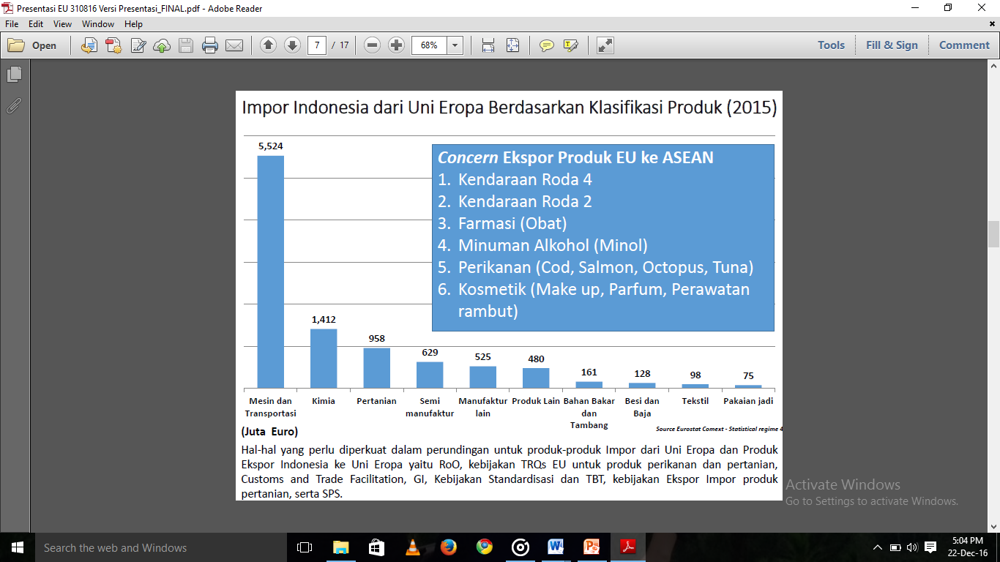 Presentasi EU 310816 Versi Presentasi_FINAL.pdf - Adobe Reader
File Edit View Window Help
Open
7 / 17
68%
Tools Fill & Sign Comment
Impor Indonesia dari Uni Eropa Berdasarkan Klasifikasi Produk (2015)
Concern Ekspor Produk EU ke ASEAN
1. Kendaraan Roda 4
2. Kendaraan Roda 2
3. Farmasi (Obat)
4. Minuman Alkohol (Minol)
5. Perikanan (Cod, Salmon, Octopus, Tuna)
6. Kosmetik (Make up, Parfum, Perawatan
rambut)
5,524
1,412
958
629
525
480
161
128
98
75
Mesin dan
Transportasi
Kimia
Pertanian
Semi
manufaktur
Manufaktur
lain
Produk Lain
Bahan Bakar
dan
Tambang
Besi dan
Baja
Tekstil
Pakaian jadi
Source Eurostat Comext - Statistical regime 4
(Juta Euro)
Hal-hal yang perlu diperkuat dalam perundingan untuk produk-produk Impor dari Uni Eropa dan Produk
Ekspor Indonesia ke Uni Eropa yaitu RoO, kebijakan TRQs EU untuk produk perikanan dan pertanian,
Customs and Trade Facilitation, GI, Kebijakan Standardisasi dan TBT, kebijakan Ekspor Impor produk
pertanian, serta SPS.
Activate Windows
Go to Settings to activate Windows.
Search the web and Windows
5:04 PM
22-Dec-16